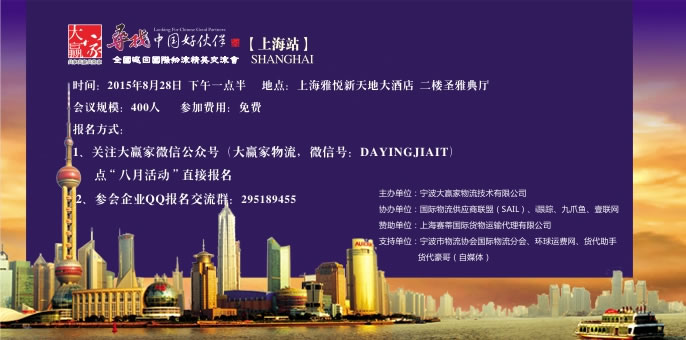 大赢家
Looking For Chinese Good Partners
寻找中国好伙伴
【上海站】
SHANGHAI
全國巡回國際物流精英交流會
时间：2015年8月28日 下午一点半 地点：上海雅悦新天地大酒店 二楼圣雅典厅
会议规模：400人 参加费用：免费
报名方式：
1、关注大赢家微信公众号（大赢家物流，微信号：DAYINGJIAIT）
点“八月活动”直接报名
2、参会企业QQ报名交流群：295189455
主办单位：宁波大赢家物流技术有限公司
协办单位：国际物流供应商联盟（SAIL）、i跟踪、九爪鱼、壹联网
赞助单位：上海赛蒂国际货物运输代理有限公司
支持单位：宁波市物流协会国际物流分会、环球运费网、货代助手
货代豪哥（自媒体）